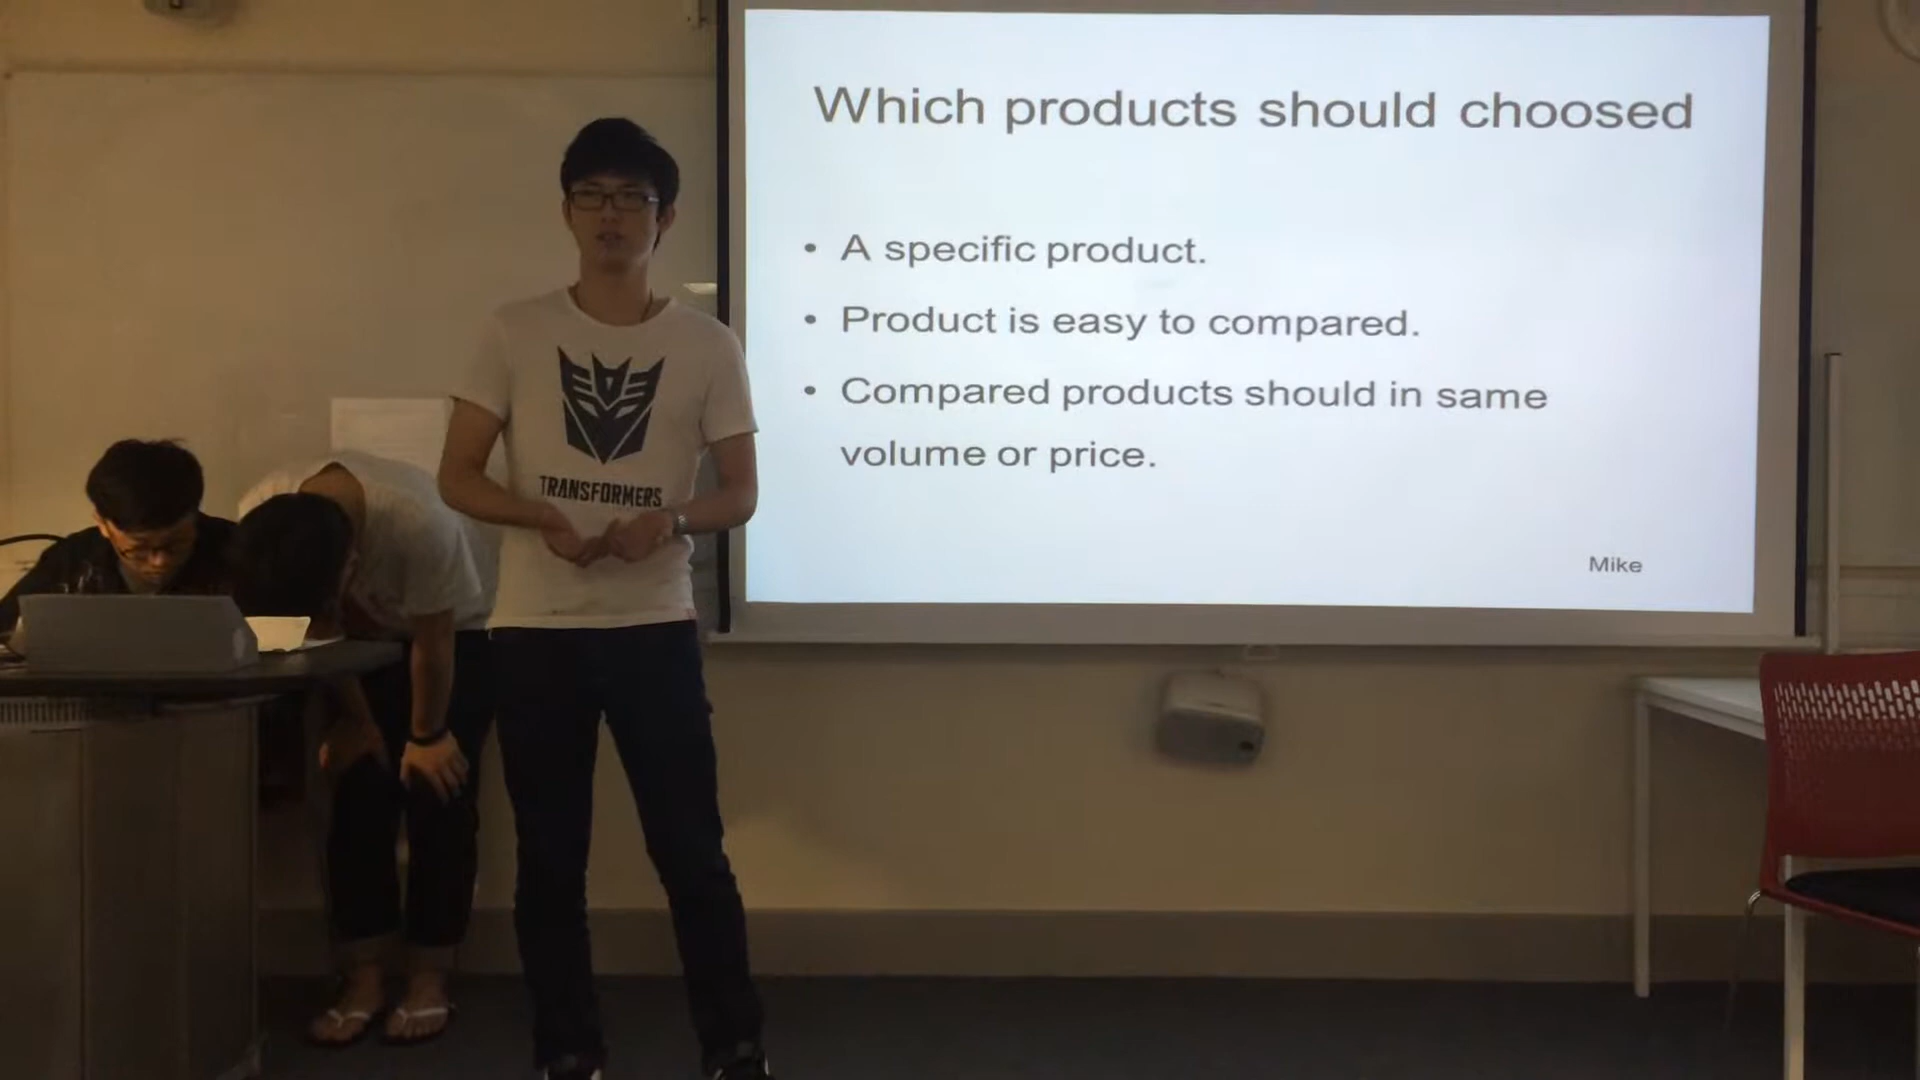 Which products should choosed
• A specific product.
• Product is easy to compared.
• Compared products should in same
volume or price.
Mike
TRANSFORMERS